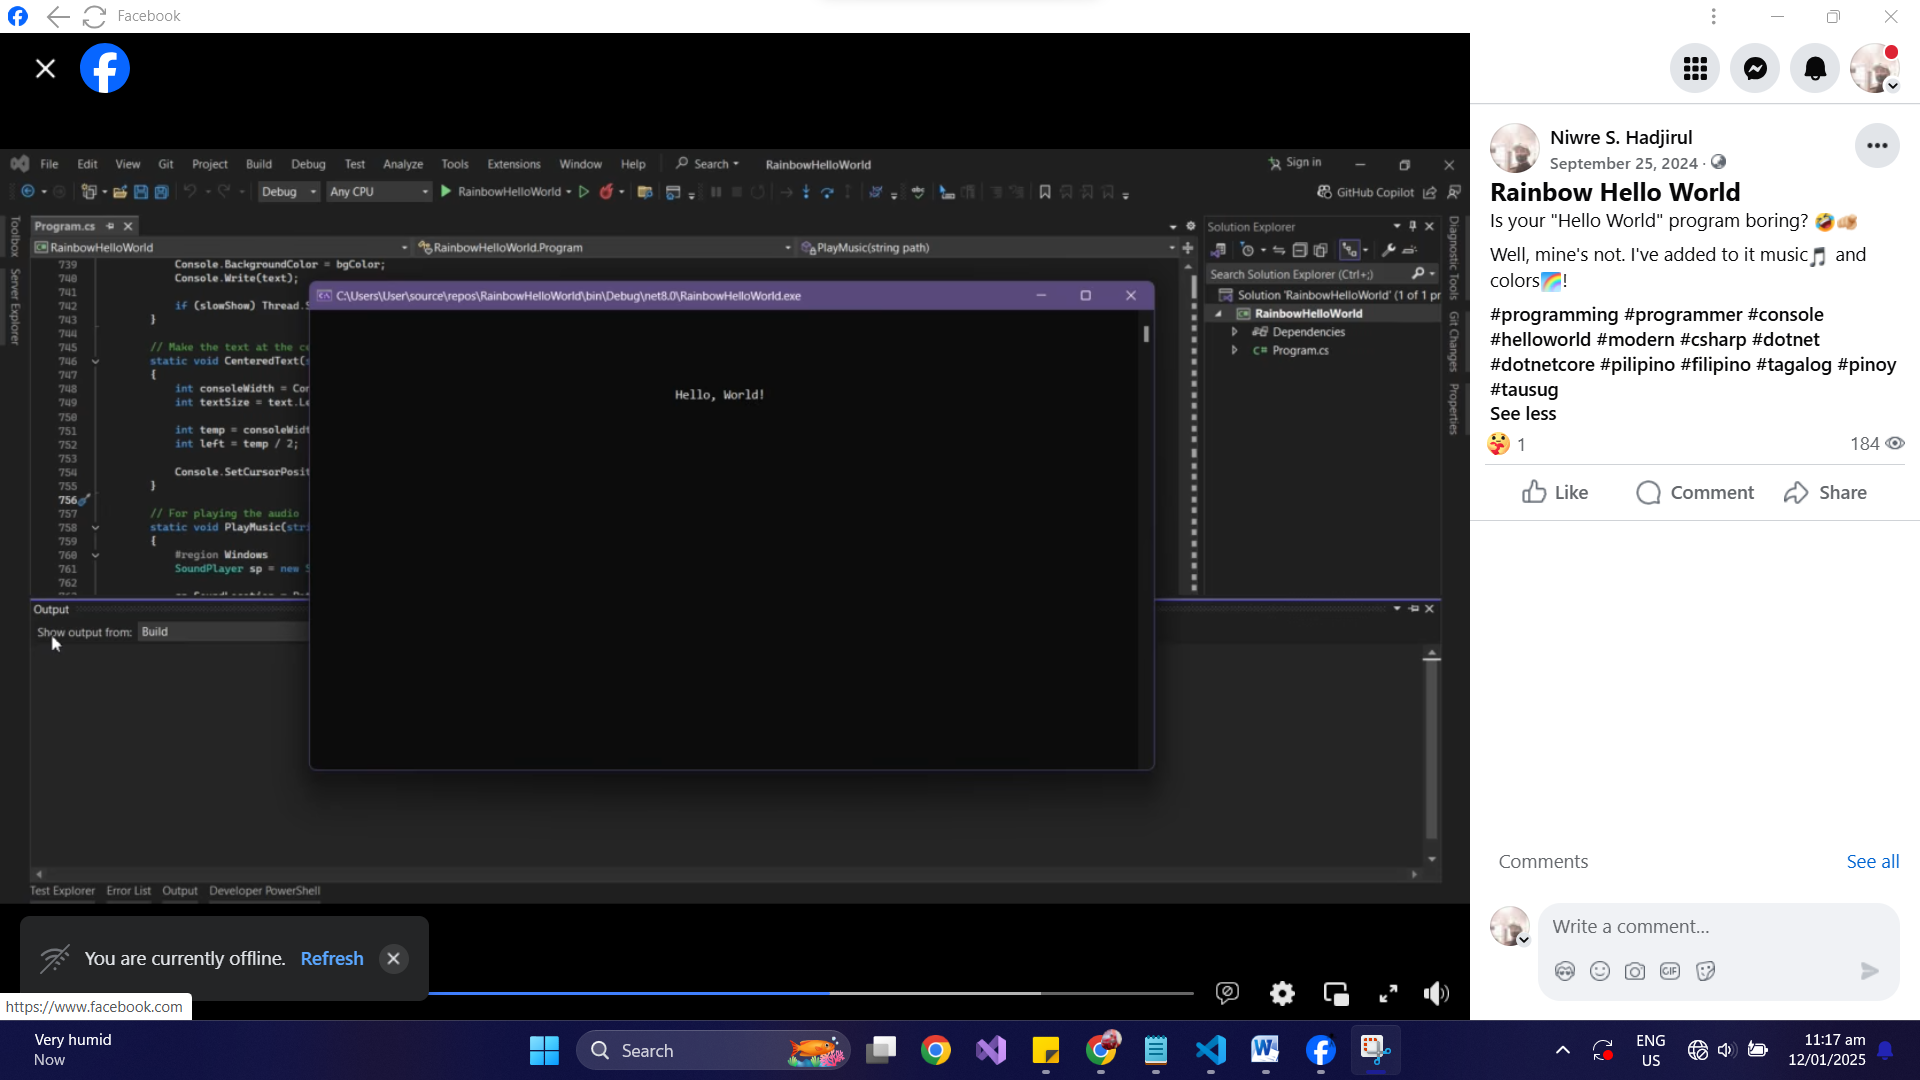 Facebook
File Edit View Git Project Build Debug Test Analyze Tools Extensions Window Help Search RainbowHelloWorld Sign in
Debug Any CPU RainbowHelloWorld GitHub Copilot
Toolbox
Server Explorer
Program.cs
RainbowHelloWorld RainbowHelloWorld.Program PlayMusic(string path)
739 Console.BackgroundColor = bgColor;
740 Console.Write(text);
741
742 if (slowShow) Thread.
743 }
744
745 // Make the text at the ce
746 static void CenteredText(
747 {
748 int consoleWidth = Con
749 int textSize = text.Le
750
751 int temp = consoleWidt
752 int left = temp / 2;
753
754 Console.SetCursorPosit
755 }
756
757 // For playing the audio
758 static void PlayMusic(stri
759 {
760 #region Windows
761 SoundPlayer sp = new
762
C:\Users\User\source\repos\RainbowHelloWorld\bin\Debug\net8.0\RainbowHelloWorld.exe
Hello, World!
Solution Explorer
Search Solution Explorer (Ctrl+;)
Solution 'RainbowHelloWorld' (1 of 1 pr
RainbowHelloWorld
Dependencies
C# Program.cs
Diagnostic Tools
Git Changes
Properties
Output
Show output from: Build
Test Explorer Error List Output Developer PowerShell
You are currently offline. Refresh
https://www.facebook.com
Niwre S. Hadjirul
September 25, 2024 ·
Rainbow Hello World
Is your "Hello World" program boring? 🤣🫵🏼
Well, mine's not. I've added to it music🎵 and
colors🌈!
#programming #programmer #console
#helloworld #modern #csharp #dotnet
#dotnetcore #pilipino #filipino #tagalog #pinoy
#tausug
See less
1 184
Like Comment Share
Comments See all
Write a comment...
GIF
Very humid
Now
Search
ENG
US
11:17 am
12/01/2025